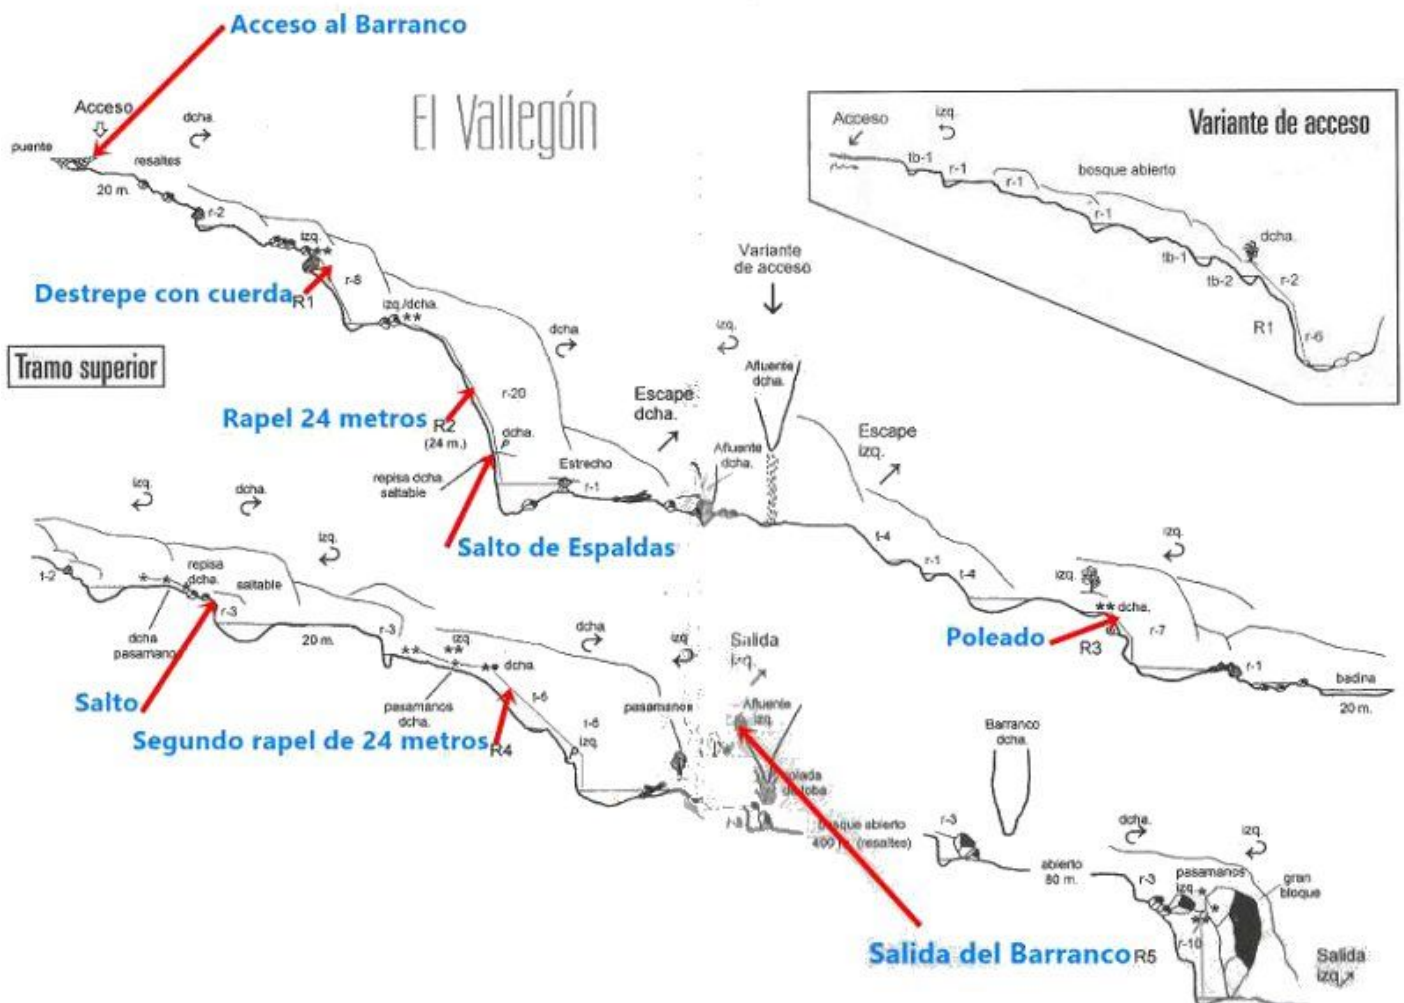 Acceso al Barranco
El Vallegón
Acceso
dcha.
puente
resaltes
20 m.
r-2
izq.
**
r-8
Destrepe con cuerda
R1
izq./dcha.
**
dcha.
Tramo superior
r-20
Rapel 24 metros
R2
(24 m.)
dcha.
repisa dcha.
saltable
Estrecho
r-1
Salto de Espaldas
Escape
dcha.
Afluente
dcha.
izq.
Variante
de acceso
Afluente
dcha.
Escape
izq.
t-4
r-1
t-4
Variante de acceso
Acceso
izq.
tb-1
r-1
r-1
bosque abierto
r-1
tb-1
tb-2
dcha.
r-2
R1
r-6
izq.
izq.
** dcha.
Poleado
R3
r-7
r-1
badina
20 m.
izq.
dcha.
izq.
t-2
repisa
dcha.
saltable
r-3
dcha
pasamano
20 m.
Salto
r-3
izq
**
**
*
**
dcha.
pasamanos
dcha.
Segundo rapel de 24 metros
R4
t-6
r-6
izq.
dcha.
izq
pasamanos
Salida
izq.
Afluente
izq.
bosque abierto
400 m. (resaltes)
Salida del Barranco
Barranco
dcha.
r-3
abierto
80 m.
dcha.
izq.
r-3
pasamanos
izq.
gran
bloque
r-10
R5
Salida
izq.